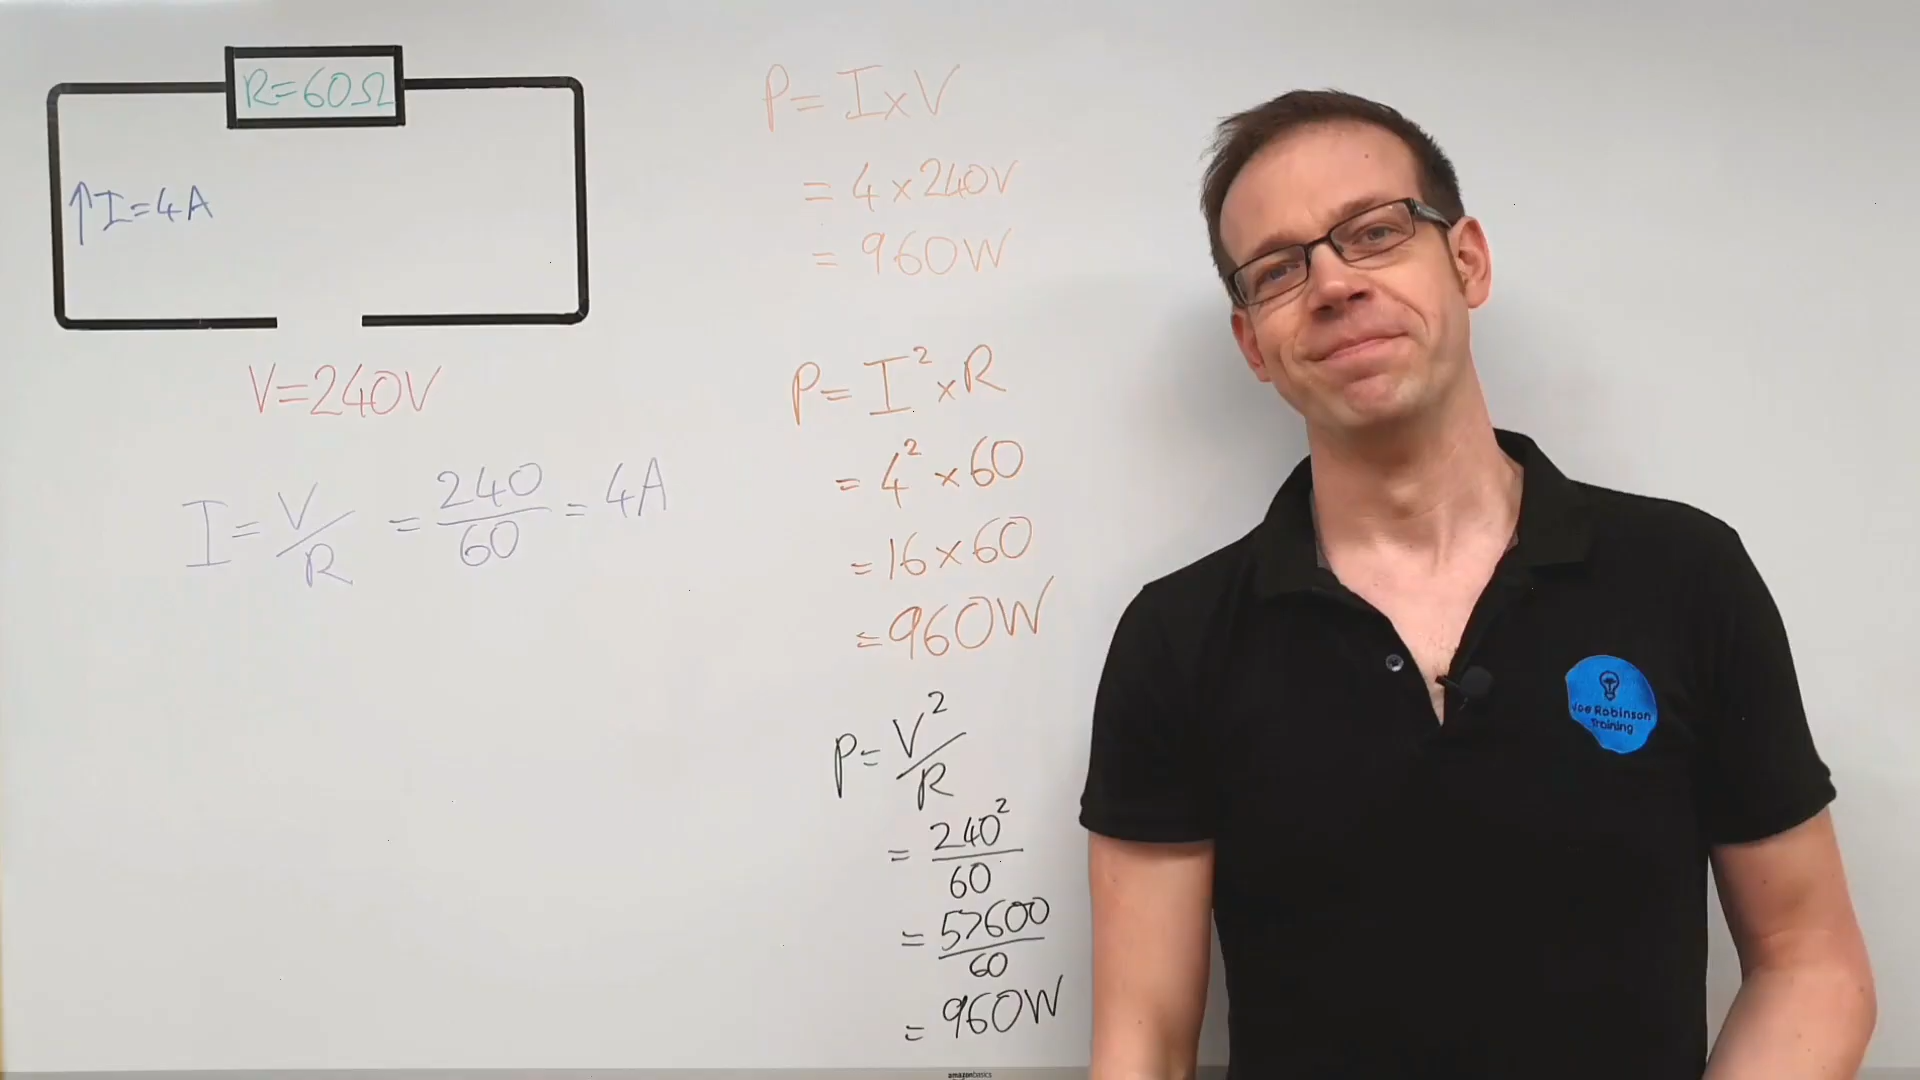 R=60Ω
↑I=4A
V=240V
I=V/R = 240/60 = 4A
P=I×V
=4×240V
=960W
P=I²×R
=4²×60
=16×60
=960W
P=V²/R
=240²/60
=57600/60
=960W
Joe Robinson
Training
amazonbasics